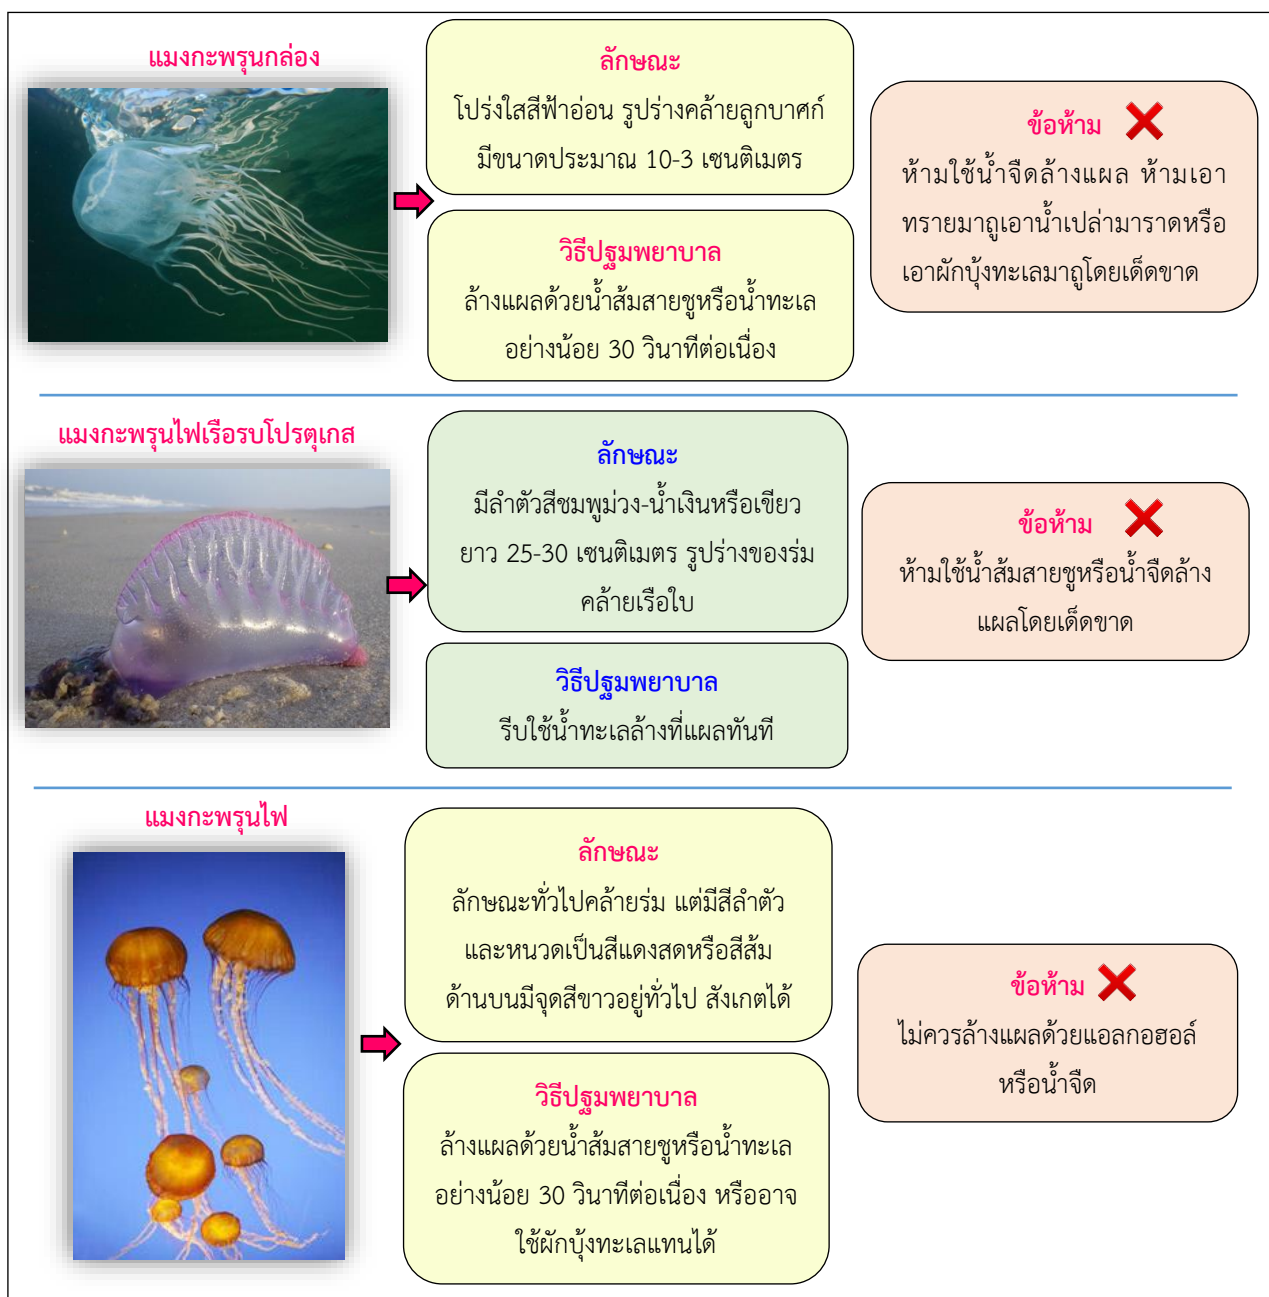 แมงกะพรุนกล่อง
ลักษณะ
โปร่งใสสีฟ้าอ่อน รูปร่างคล้ายลูกบาศก์
มีขนาดประมาณ 10-3 เซนติเมตร
วิธีปฐมพยาบาล
ล้างแผลด้วยน้ำส้มสายชูหรือน้ำทะเล
อย่างน้อย 30 วินาทีต่อเนื่อง
ข้อห้าม
ห้ามใช้น้ำจืดล้างแผล ห้ามเอา
ทรายมาถูเอาน้ำเปล่ามาราดหรือ
เอาผักบุ้งทะเลมาถูโดยเด็ดขาด
แมงกะพรุนไฟเรือรบโปรตุเกส
ลักษณะ
มีลำตัวสีชมพูม่วง-น้ำเงินหรือเขียว
ยาว 25-30 เซนติเมตร รูปร่างของร่ม
คล้ายเรือใบ
วิธีปฐมพยาบาล
รีบใช้น้ำทะเลล้างที่แผลทันที
ข้อห้าม
ห้ามใช้น้ำส้มสายชูหรือน้ำจืดล้าง
แผลโดยเด็ดขาด
แมงกะพรุนไฟ
ลักษณะ
ลักษณะทั่วไปคล้ายร่ม แต่มีสีลำตัว
และหนวดเป็นสีแดงสดหรือสีส้ม
ด้านบนมีจุดสีขาวอยู่ทั่วไป สังเกตได้
วิธีปฐมพยาบาล
ล้างแผลด้วยน้ำส้มสายชูหรือน้ำทะเล
อย่างน้อย 30 วินาทีต่อเนื่อง หรืออาจ
ใช้ผักบุ้งทะเลแทนได้
ข้อห้าม
ไม่ควรล้างแผลด้วยแอลกอฮอล์
หรือน้ำจืด